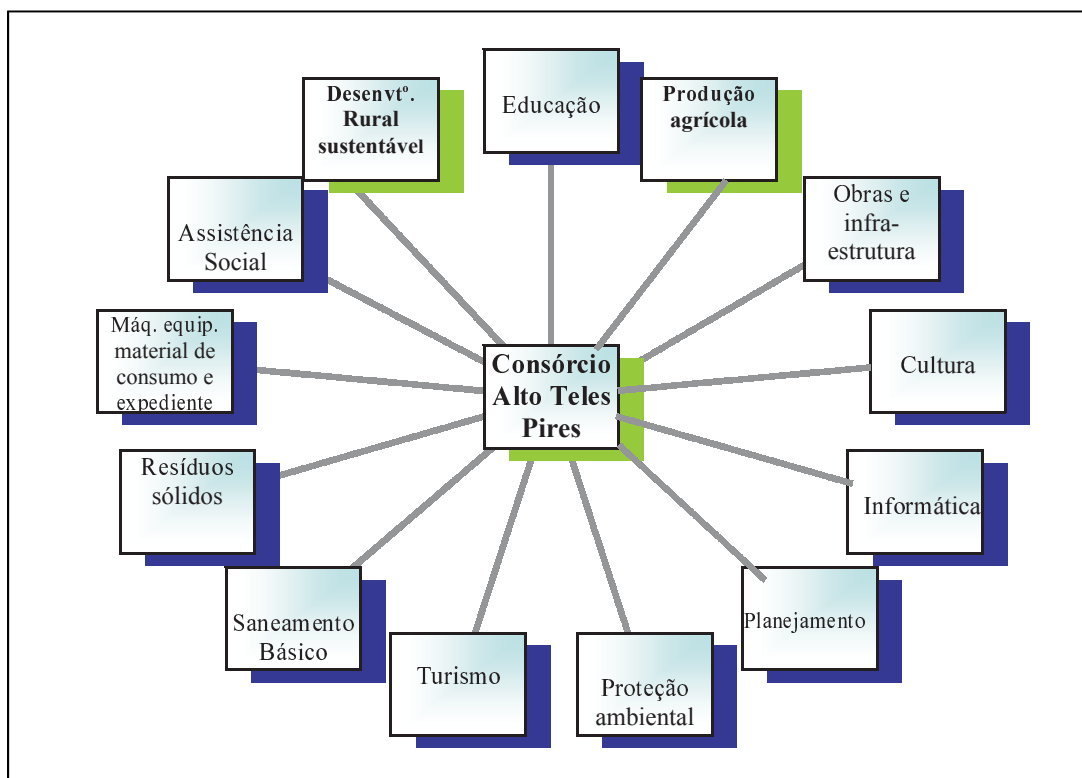 Educação
Desenvtº.
Rural
sustentável
Produção
agrícola
Assistência
Social
Obras e
infra-
estrutura
Máq. equip.
material de
consumo e
expediente
Consórcio
Alto Teles
Pires
Cultura
Resíduos
sólidos
Informática
Saneamento
Básico
Planejamento
Turismo
Proteção
ambiental